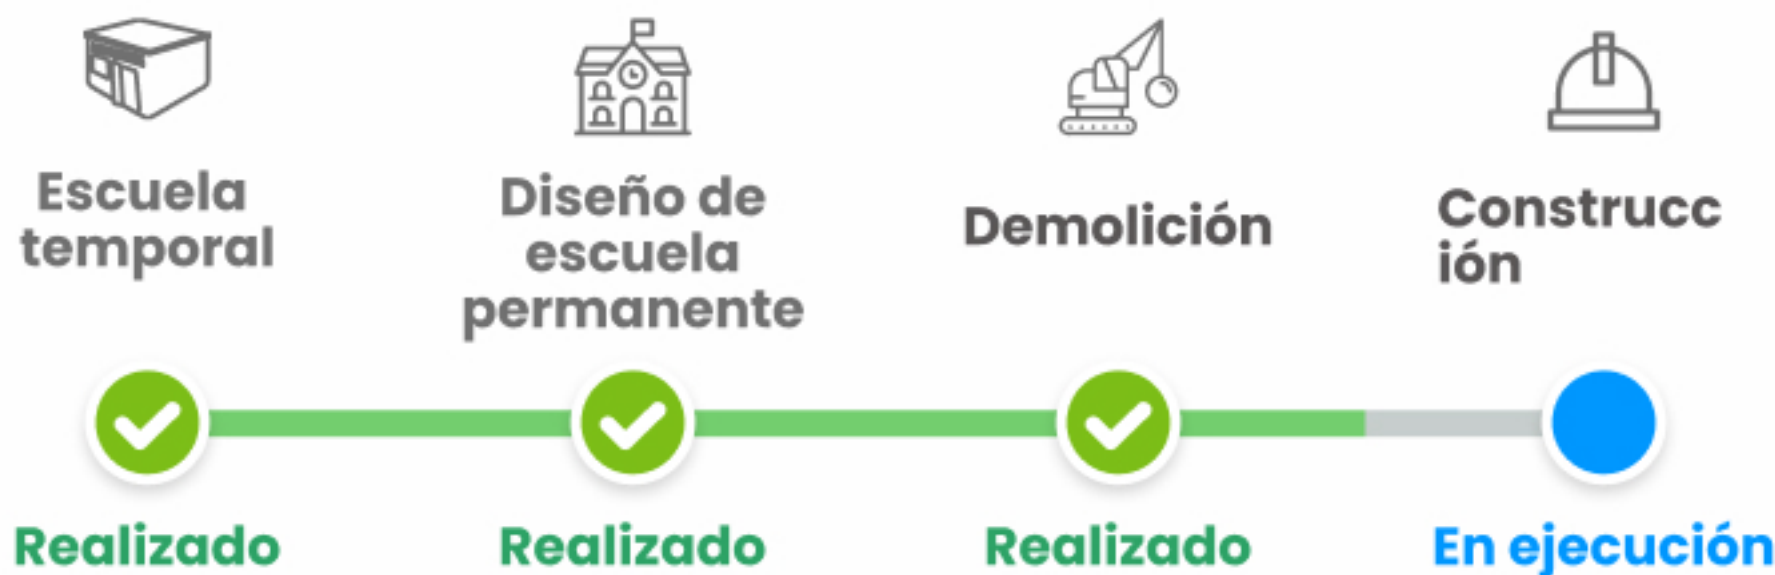 Escuela
temporal
Diseño de
escuela
permanente
Demolición
Construcc
ión
Realizado
Realizado
Realizado
En ejecución